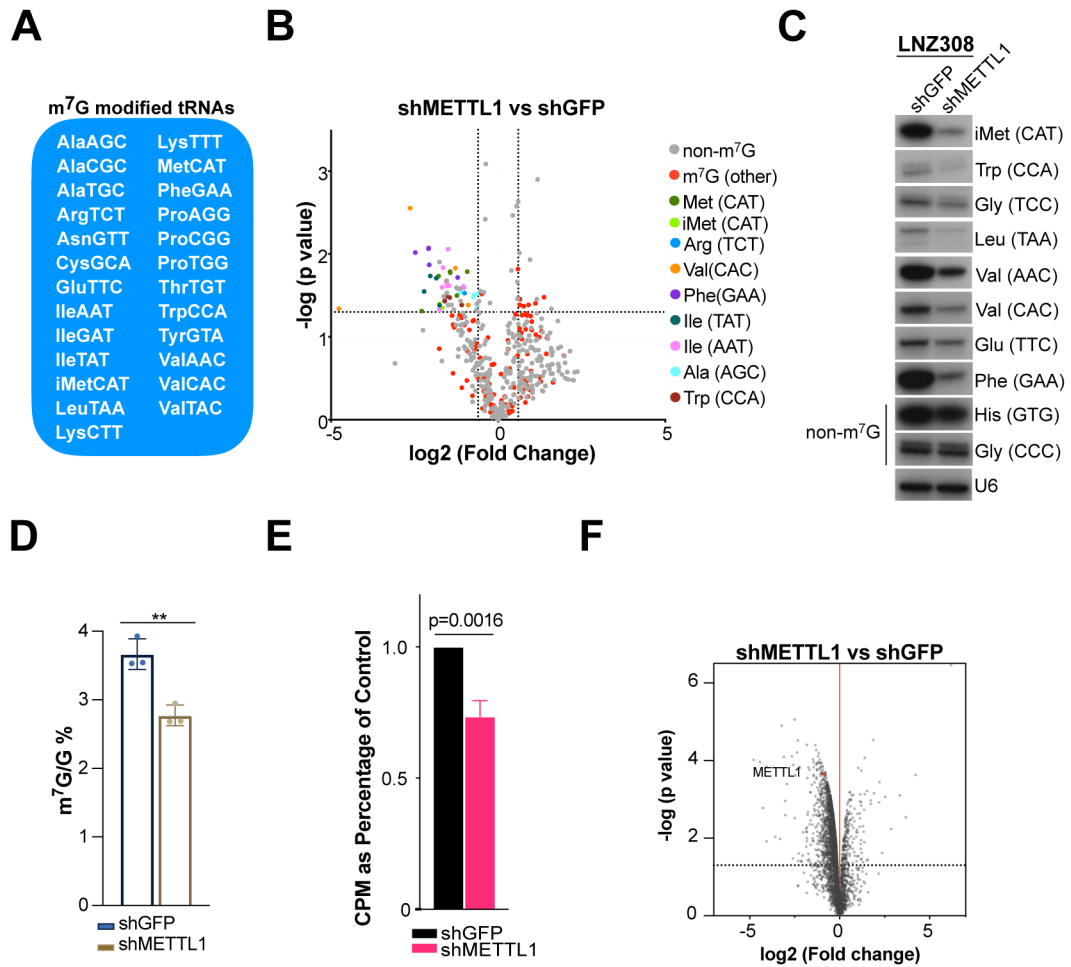 A
m7G modified tRNAs
AlaAGC LysTTT
AlaCGC MetCAT
AlaTGC PheGAA
ArgTCT ProAGG
AsnGTT ProCGG
CysGCA ProTGG
GluTTC ThrTGT
IleAAT TrpCCA
IleGAT TyrGTA
IleTAT ValAAC
iMetCAT ValCAC
LeuTAA ValTAC
LysCTT
B
shMETTL1 vs shGFP
-log (p value)
3
2
1
0
-5 0 5
log2 (Fold Change)
non-m7G
m7G (other)
Met (CAT)
iMet (CAT)
Arg (TCT)
Val(CAC)
Phe(GAA)
Ile (TAT)
Ile (AAT)
Ala (AGC)
Trp (CCA)
C
LNZ308
shGFP
shMETTL1
iMet (CAT)
Trp (CCA)
Gly (TCC)
Leu (TAA)
Val (AAC)
Val (CAC)
Glu (TTC)
Phe (GAA)
His (GTG)
Gly (CCC)
U6
non-m7G
D
m7G/G %
**
4
3
2
1
0
shGFP
shMETTL1
E
CPM as Percentage of Control
p=0.0016
1.0
0.5
0
shGFP
shMETTL1
F
shMETTL1 vs shGFP
-log (p value)
6
4
2
0
METTL1
-5 0 5
log2 (Fold change)